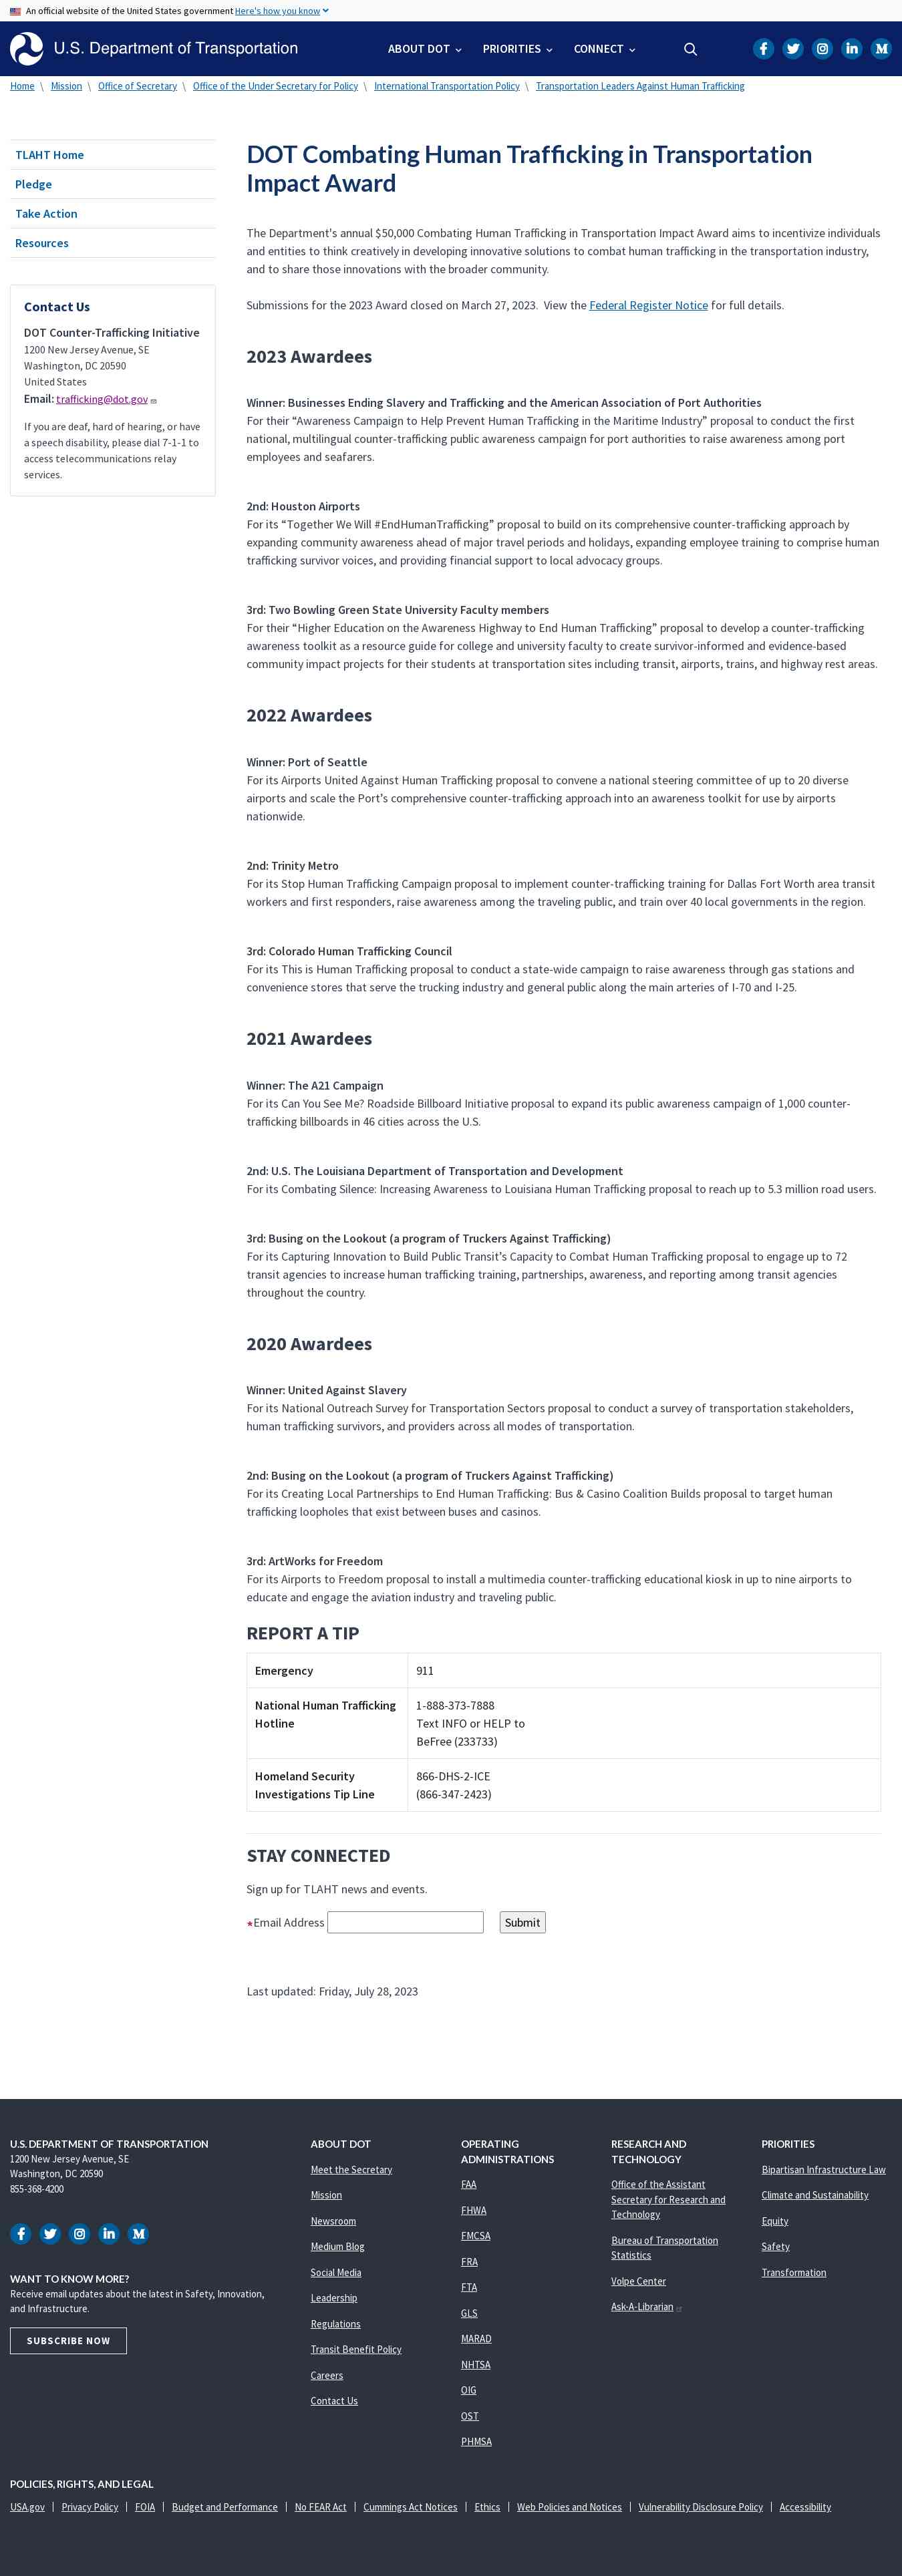 An official website of the United States government Here's how you know
U.S. Department of Transportation
ABOUT DOT
PRIORITIES
CONNECT
Home \ Mission \ Office of Secretary \ Office of the Under Secretary for Policy / International Transportation Policy \ Transportation Leaders Against Human Trafficking
TLAHT Home
Pledge
Take Action
Resources
Contact Us
DOT Counter-Trafficking Initiative
1200 New Jersey Avenue, SE
Washington, DC 20590
United States
Email: trafficking@dot.gov
If you are deaf, hard of hearing, or have
a speech disability, please dial 7-1-1 to
access telecommunications relay
services.
DOT Combating Human Trafficking in Transportation
Impact Award
The Department's annual $50,000 Combating Human Trafficking in Transportation Impact Award aims to incentivize individuals
and entities to think creatively in developing innovative solutions to combat human trafficking in the transportation industry,
and to share those innovations with the broader community.
Submissions for the 2023 Award closed on March 27, 2023.  View the Federal Register Notice for full details.
2023 Awardees
Winner: Businesses Ending Slavery and Trafficking and the American Association of Port Authorities
For their “Awareness Campaign to Help Prevent Human Trafficking in the Maritime Industry” proposal to conduct the first
national, multilingual counter-trafficking public awareness campaign for port authorities to raise awareness among port
employees and seafarers.
2nd: Houston Airports
For its “Together We Will #EndHumanTrafficking” proposal to build on its comprehensive counter-trafficking approach by
expanding community awareness ahead of major travel periods and holidays, expanding employee training to comprise human
trafficking survivor voices, and providing financial support to local advocacy groups.
3rd: Two Bowling Green State University Faculty members
For their “Higher Education on the Awareness Highway to End Human Trafficking” proposal to develop a counter-trafficking
awareness toolkit as a resource guide for college and university faculty to create survivor-informed and evidence-based
community impact projects for their students at transportation sites including transit, airports, trains, and highway rest areas.
2022 Awardees
Winner: Port of Seattle
For its Airports United Against Human Trafficking proposal to convene a national steering committee of up to 20 diverse
airports and scale the Port’s comprehensive counter-trafficking approach into an awareness toolkit for use by airports
nationwide.
2nd: Trinity Metro
For its Stop Human Trafficking Campaign proposal to implement counter-trafficking training for Dallas Fort Worth area transit
workers and first responders, raise awareness among the traveling public, and train over 40 local governments in the region.
3rd: Colorado Human Trafficking Council
For its This is Human Trafficking proposal to conduct a state-wide campaign to raise awareness through gas stations and
convenience stores that serve the trucking industry and general public along the main arteries of I-70 and I-25.
2021 Awardees
Winner: The A21 Campaign
For its Can You See Me? Roadside Billboard Initiative proposal to expand its public awareness campaign of 1,000 counter-
trafficking billboards in 46 cities across the U.S.
2nd: U.S. The Louisiana Department of Transportation and Development
For its Combating Silence: Increasing Awareness to Louisiana Human Trafficking proposal to reach up to 5.3 million road users.
3rd: Busing on the Lookout (a program of Truckers Against Trafficking)
For its Capturing Innovation to Build Public Transit’s Capacity to Combat Human Trafficking proposal to engage up to 72
transit agencies to increase human trafficking training, partnerships, awareness, and reporting among transit agencies
throughout the country.
2020 Awardees
Winner: United Against Slavery
For its National Outreach Survey for Transportation Sectors proposal to conduct a survey of transportation stakeholders,
human trafficking survivors, and providers across all modes of transportation.
2nd: Busing on the Lookout (a program of Truckers Against Trafficking)
For its Creating Local Partnerships to End Human Trafficking: Bus & Casino Coalition Builds proposal to target human
trafficking loopholes that exist between buses and casinos.
3rd: ArtWorks for Freedom
For its Airports to Freedom proposal to install a multimedia counter-trafficking educational kiosk in up to nine airports to
educate and engage the aviation industry and traveling public.
REPORT A TIP
Emergency
911
National Human Trafficking
Hotline
1-888-373-7888
Text INFO or HELP to
BeFree (233733)
Homeland Security
Investigations Tip Line
866-DHS-2-ICE
(866-347-2423)
STAY CONNECTED
Sign up for TLAHT news and events.
*Email Address
Submit
Last updated: Friday, July 28, 2023
U.S. DEPARTMENT OF TRANSPORTATION
1200 New Jersey Avenue, SE
Washington, DC 20590
855-368-4200
WANT TO KNOW MORE?
Receive email updates about the latest in Safety, Innovation,
and Infrastructure.
SUBSCRIBE NOW
ABOUT DOT
Meet the Secretary
Mission
Newsroom
Medium Blog
Social Media
Leadership
Regulations
Transit Benefit Policy
Careers
Contact Us
OPERATING
ADMINISTRATIONS
FAA
FHWA
FMCSA
FRA
FTA
GLS
MARAD
NHTSA
OIG
OST
PHMSA
RESEARCH AND
TECHNOLOGY
Office of the Assistant
Secretary for Research and
Technology
Bureau of Transportation
Statistics
Volpe Center
Ask-A-Librarian
PRIORITIES
Bipartisan Infrastructure Law
Climate and Sustainability
Equity
Safety
Transformation
POLICIES, RIGHTS, AND LEGAL
USA.gov | Privacy Policy | FOIA | Budget and Performance | No FEAR Act | Cummings Act Notices | Ethics | Web Policies and Notices | Vulnerability Disclosure Policy | Accessibility